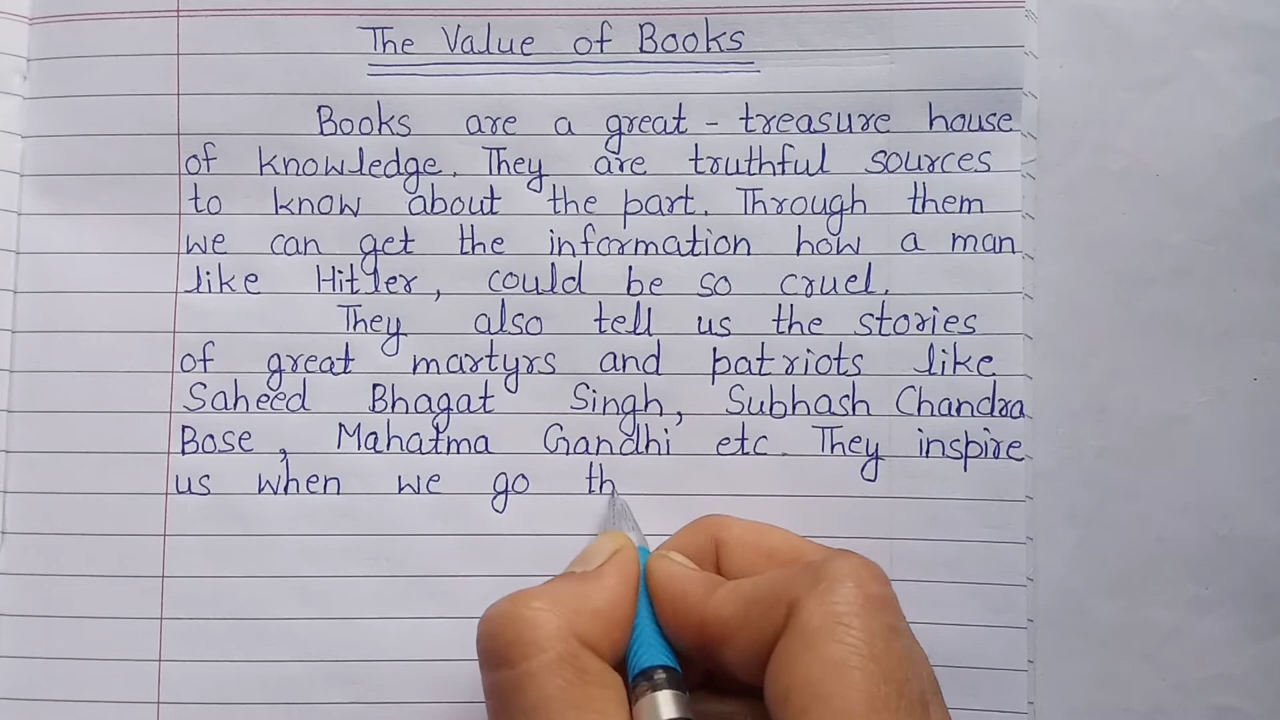 The Value of Books
Books are a great - treasure house
of knowledge. They are truthful sources
to know about the part. Through them
we can get the information how a man
like Hitler, could be so cruel.
They also tell us the stories
of great martyrs and patriots like
Saheed Bhagat Singh, Subhash Chandra
Bose, Mahatma Gandhi etc. They inspire
us when we go th